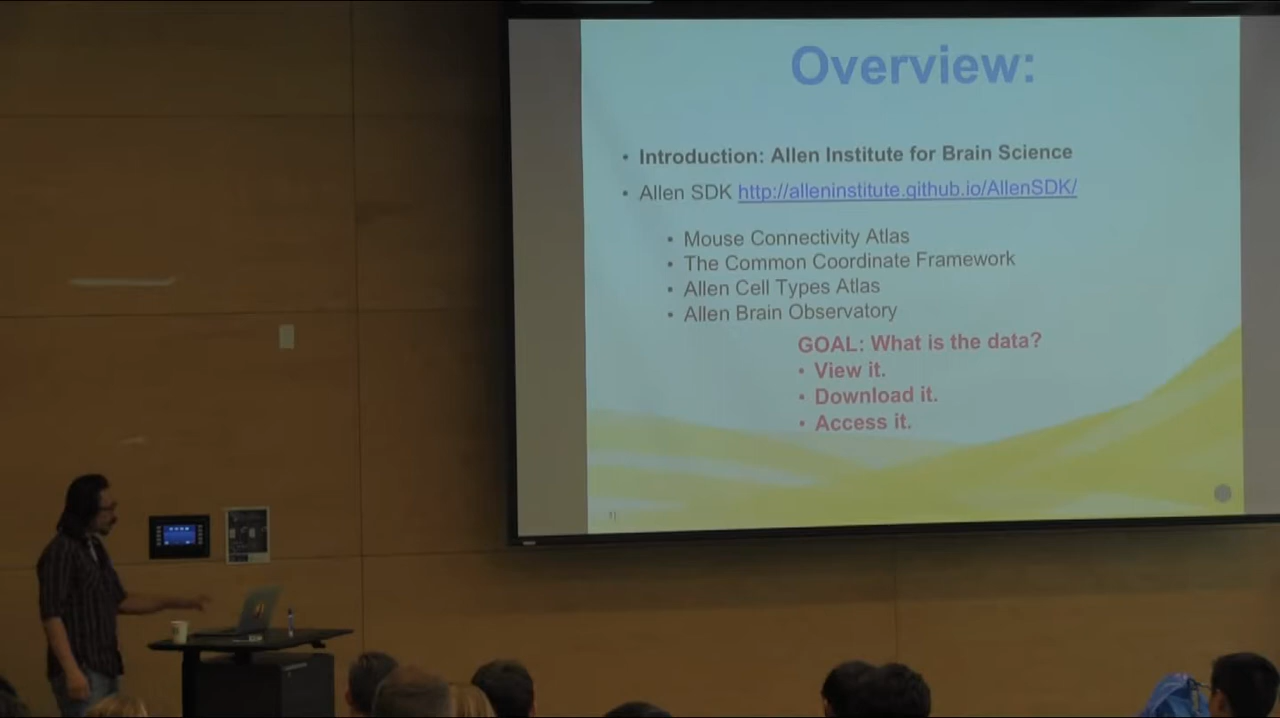 Overview:
• Introduction: Allen Institute for Brain Science
• Allen SDK http://alleninstitute.github.io/AllenSDK/
• Mouse Connectivity Atlas
• The Common Coordinate Framework
• Allen Cell Types Atlas
• Allen Brain Observatory
GOAL: What is the data?
• View it.
• Download it.
• Access it.